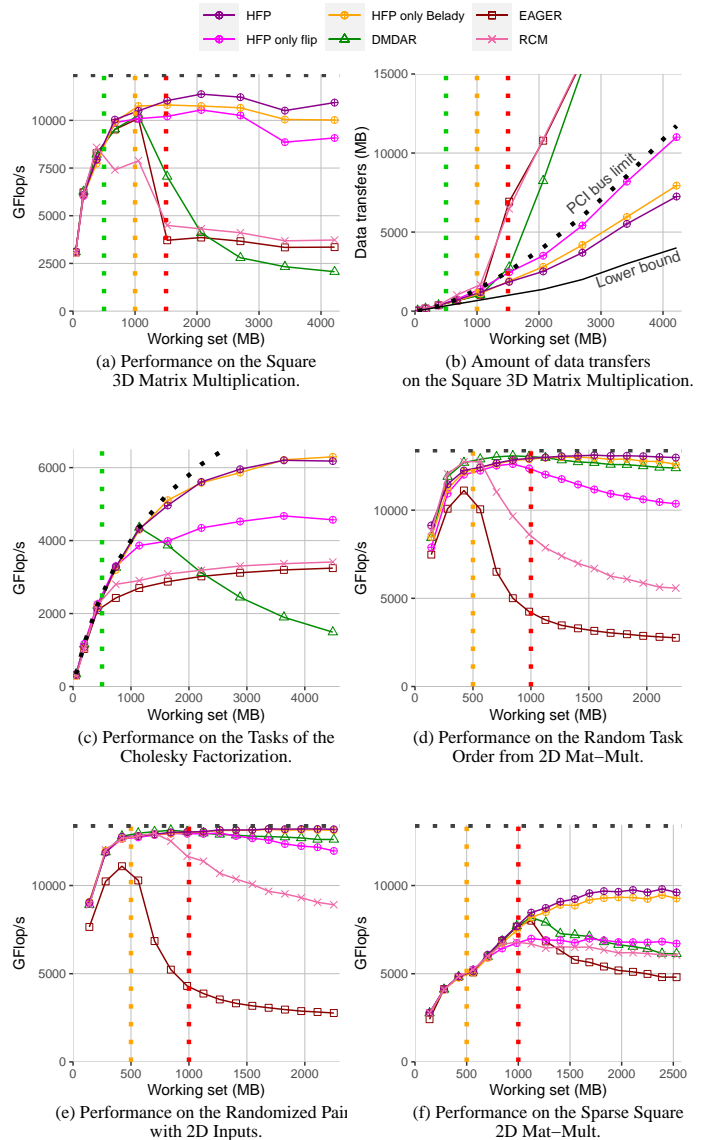 HFP HFP only Belady EAGER
HFP only flip DMDAR RCM
GFlop/s
10000
7500
5000
2500
0
0 1000 2000 3000 4000
Working set (MB)
(a) Performance on the Square
3D Matrix Multiplication.
Data transfers (MB)
15000
10000
5000
0
PCI bus limit
Lower bound
0 1000 2000 3000 4000
Working set (MB)
(b) Amount of data transfers
on the Square 3D Matrix Multiplication.
GFlop/s
6000
4000
2000
0
0 1000 2000 3000 4000
Working set (MB)
(c) Performance on the Tasks of the
Cholesky Factorization.
GFlop/s
10000
5000
0
0 500 1000 1500 2000
Working set (MB)
(d) Performance on the Random Task
Order from 2D Mat−Mult.
GFlop/s
10000
5000
0
0 500 1000 1500 2000
Working set (MB)
(e) Performance on the Randomized Pair
with 2D Inputs.
GFlop/s
10000
5000
0
0 500 1000 1500 2000 2500
Working set (MB)
(f) Performance on the Sparse Square
2D Mat−Mult.